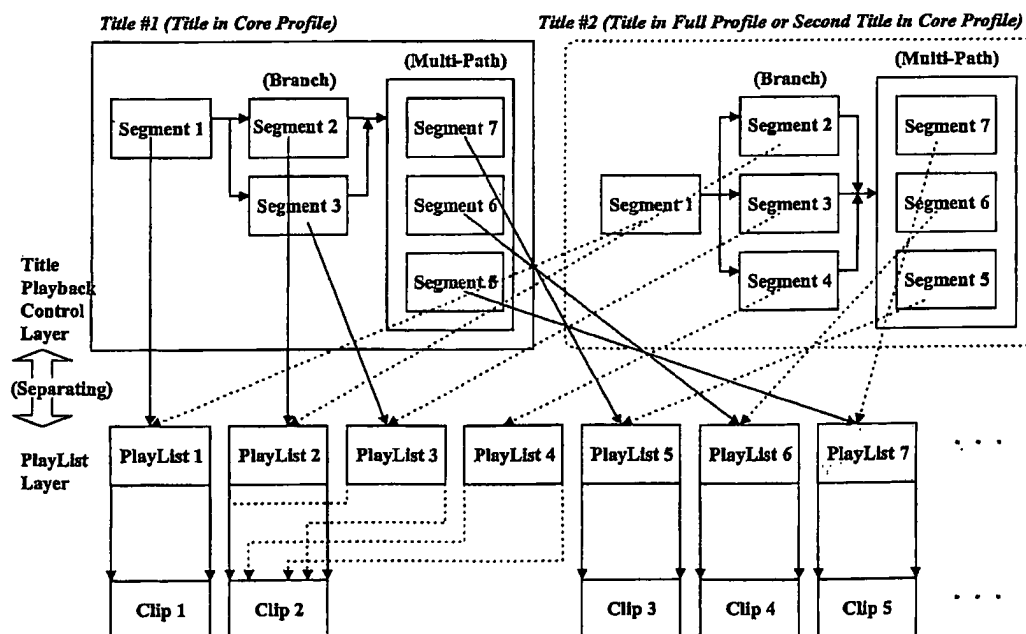 Title #1 (Title in Core Profile)
Title #2 (Title in Full Profile or Second Title in Core Profile)
(Multi-Path)
(Branch)
Segment 1
Segment 2
Segment 3
Segment 7
Segment 6
Segment 5
(Multi-Path)
(Branch)
Segment 1
Segment 2
Segment 3
Segment 4
Segment 7
Segment 6
Segment 5
Title
Playback
Control
Layer
(Separating)
PlayList
Layer
PlayList 1
PlayList 2
PlayList 3
PlayList 4
PlayList 5
PlayList 6
PlayList 7
. . .
Clip 1
Clip 2
Clip 3
Clip 4
Clip 5
. . .